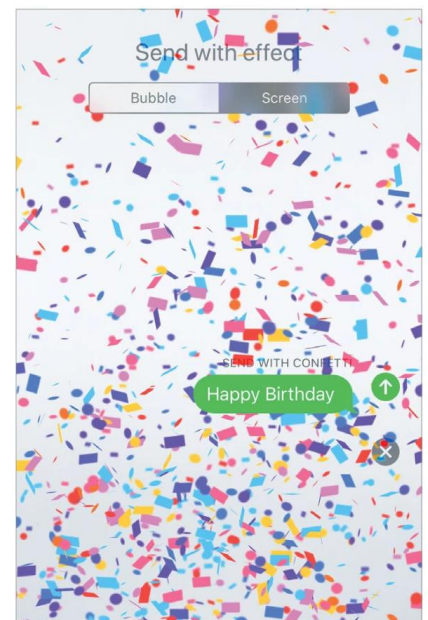 Send with effect
Bubble
Screen
SEND WITH CONFETTI
Happy Birthday